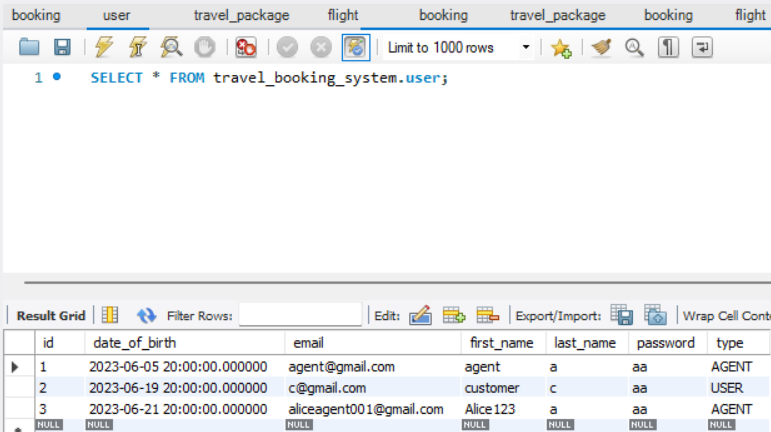 booking user travel_package flight booking travel_package booking flight
Limit to 1000 rows
1 SELECT * FROM travel_booking_system.user;
Result Grid Filter Rows: Edit: Export/Import: Wrap Cell Conte
id date_of_birth email first_name last_name password type
1 2023-06-05 20:00:00.000000 agent@gmail.com agent a aa AGENT
2 2023-06-19 20:00:00.000000 c@gmail.com customer c aa USER
3 2023-06-21 20:00:00.000000 aliceagent001@gmail.com Alice123 a aa AGENT
NULL NULL NULL NULL NULL NULL NULL